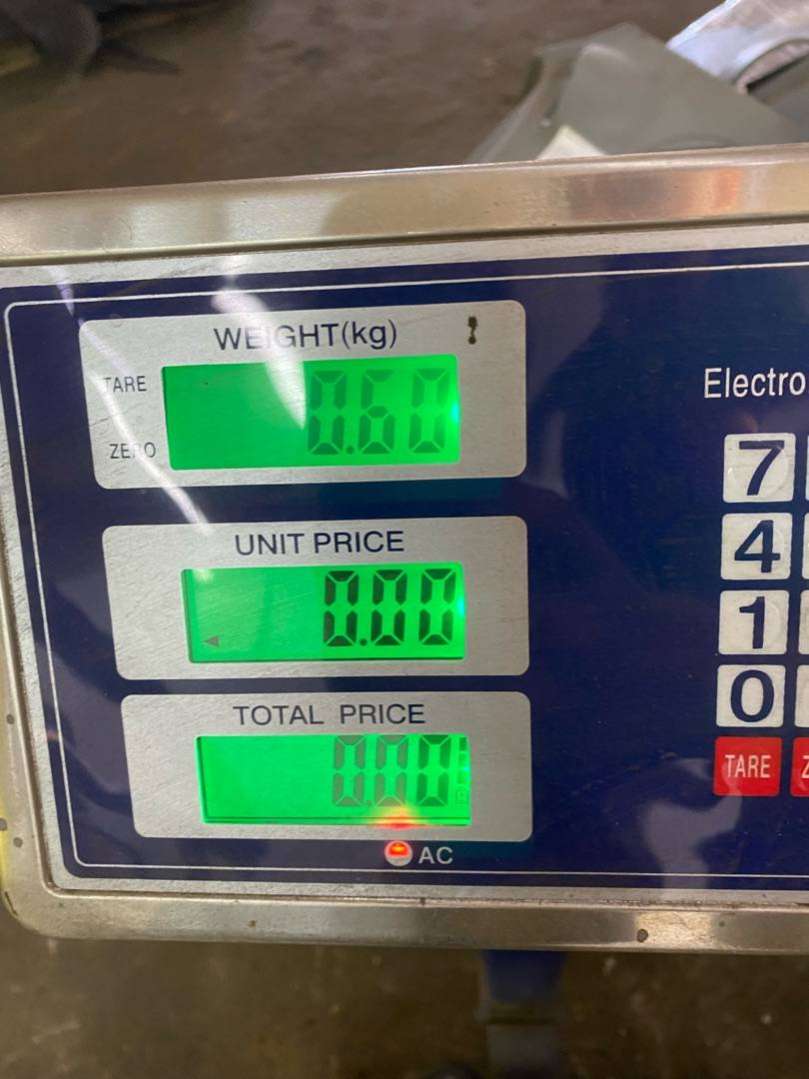 WEIGHT(kg)
TARE
0.60
ZERO
UNIT PRICE
0.00
TOTAL PRICE
0.00
AC
Electro
7
4
1
0
TARE
Z